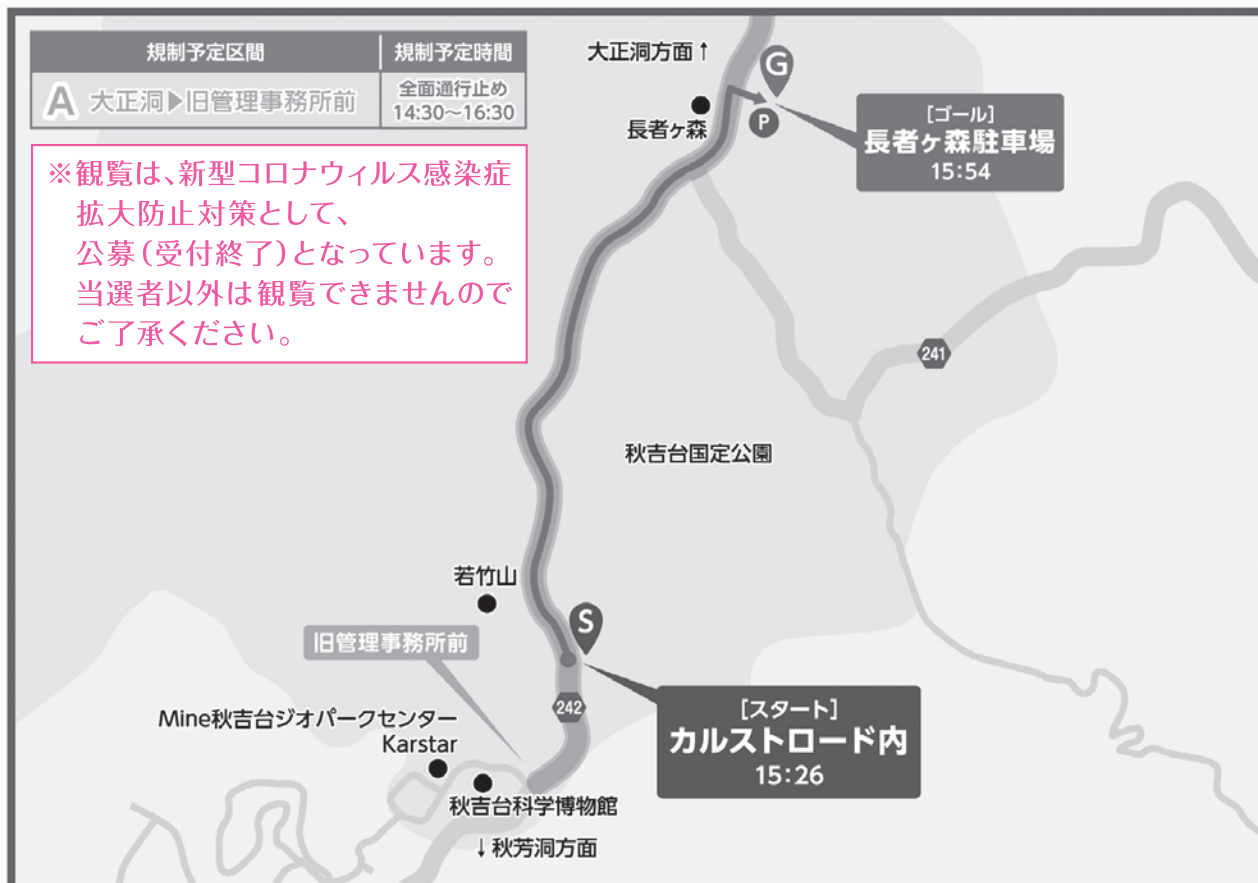 規制予定区間
規制予定時間
A 大正洞▶旧管理事務所前
全面通行止め
14:30〜16:30
※観覧は、新型コロナウィルス感染症
拡大防止対策として、
公募(受付終了)となっています。
当選者以外は観覧できませんので
ご了承ください。
大正洞方面↑
G
P
長者ヶ森
[ゴール]
長者ヶ森駐車場
15:54
241
秋吉台国定公園
若竹山
S
旧管理事務所前
242
[スタート]
カルストロード内
15:26
Mine秋吉台ジオパークセンター
Karstar
秋吉台科学博物館
↓秋芳洞方面